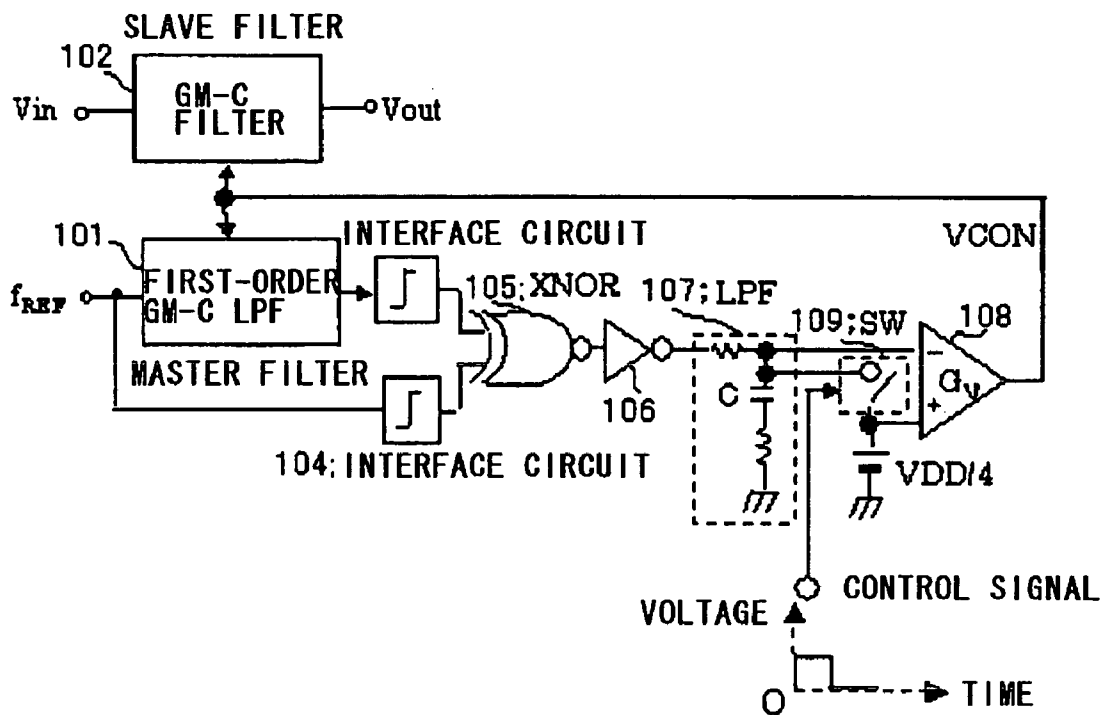 SLAVE FILTER
102
GM-C
FILTER
Vin
Vout
101
INTERFACE CIRCUIT
VCON
fREF
FIRST-ORDER
GM-C LPF
105;XNOR
107;LPF
109;SW
108
MASTER FILTER
106
C
Gv
-
+
104;INTERFACE CIRCUIT
VDD/4
CONTROL SIGNAL
VOLTAGE
O
TIME